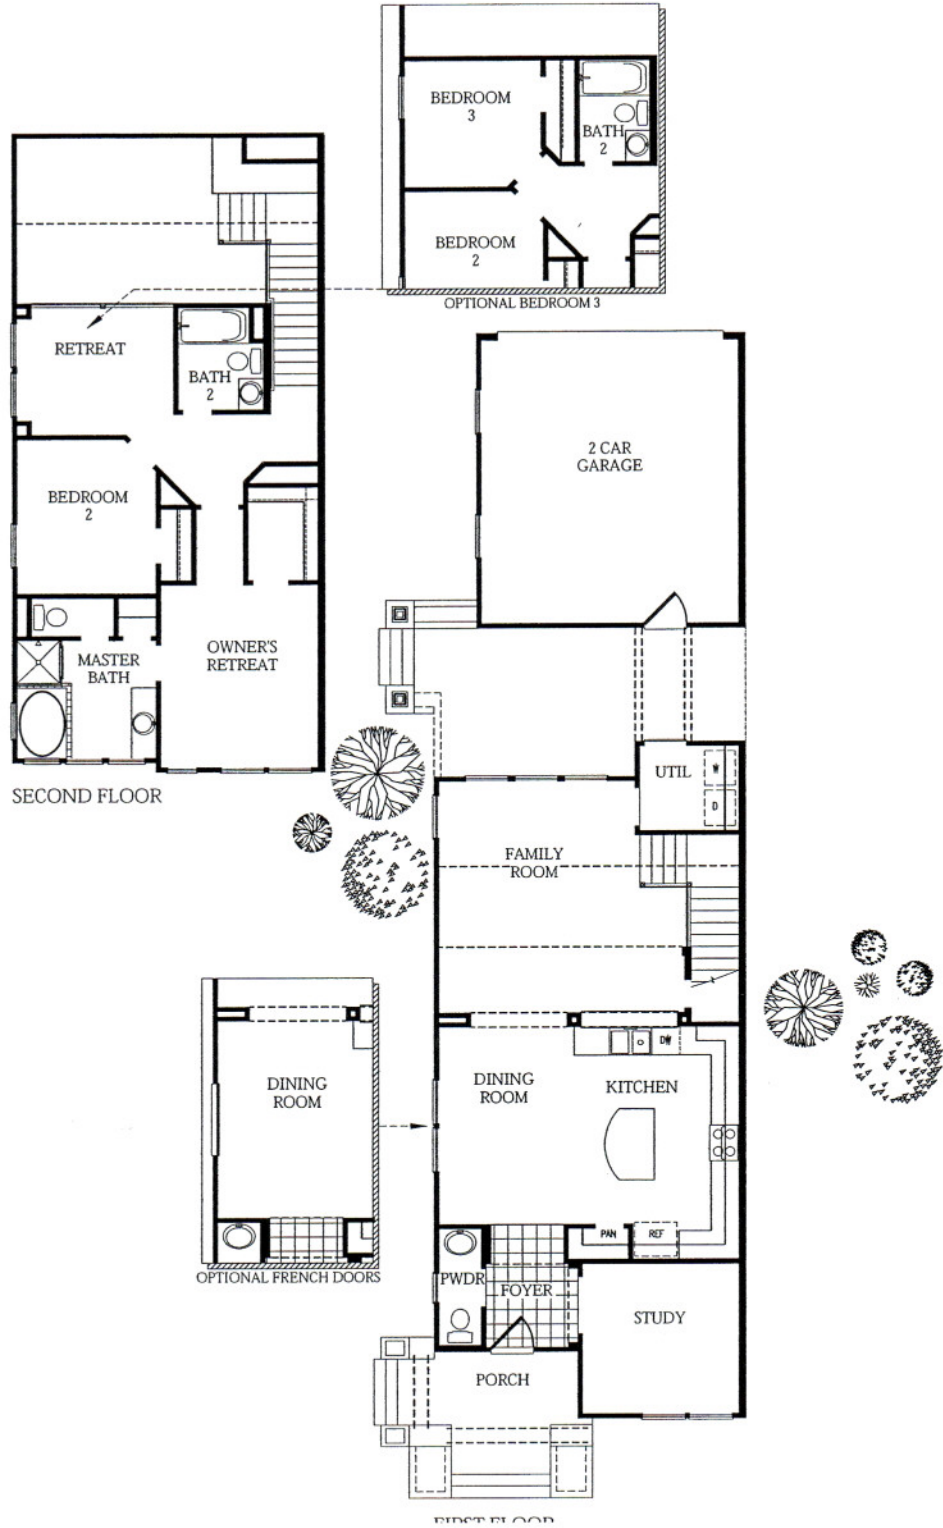 BEDROOM
3
BATH
2
BEDROOM
2
OPTIONAL BEDROOM 3
RETREAT
BATH
2
BEDROOM
2
MASTER
BATH
OWNER'S
RETREAT
SECOND FLOOR
2 CAR
GARAGE
UTIL
W
D
FAMILY
ROOM
DINING
ROOM
OPTIONAL FRENCH DOORS
DINING
ROOM
DW
KITCHEN
PAN
REF
PWDR
FOYER
STUDY
PORCH
FIRST FLOOR